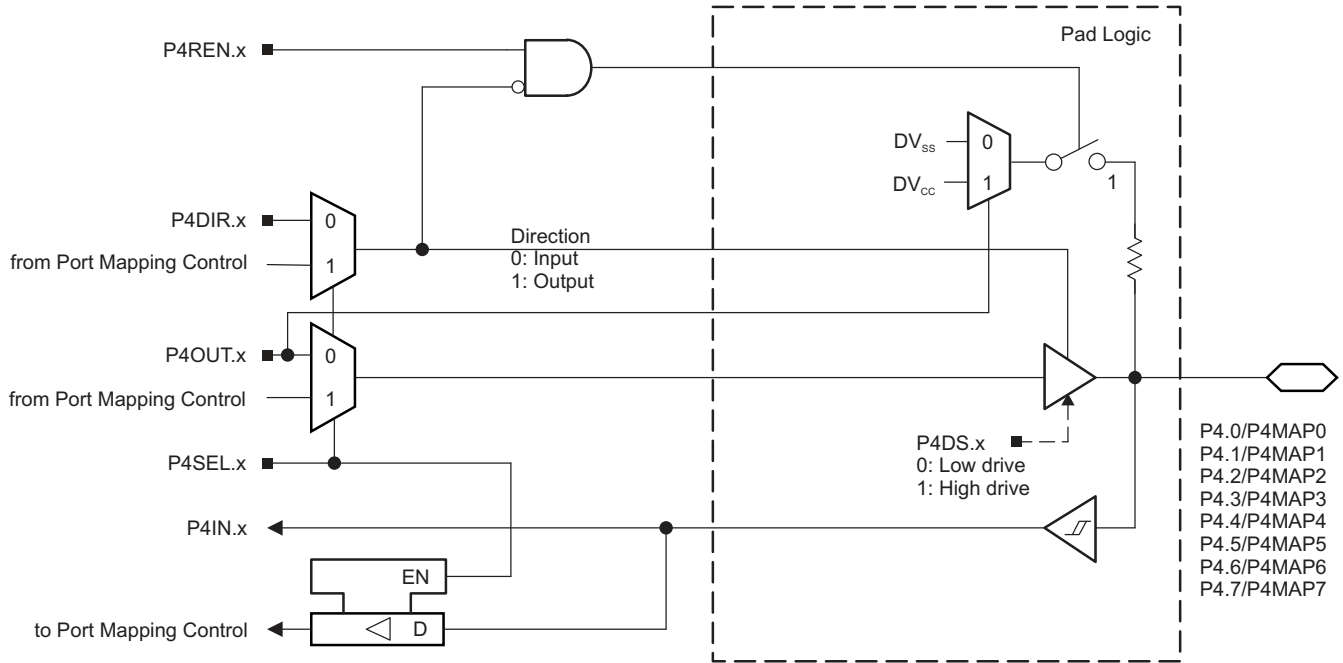 Pad Logic
P4REN.x
DVSS
0
DVCC
1
1
P4DIR.x
0
from Port Mapping Control
1
Direction
0: Input
1: Output
P4OUT.x
0
from Port Mapping Control
1
P4SEL.x
P4DS.x
0: Low drive
1: High drive
P4IN.x
EN
to Port Mapping Control
D
P4.0/P4MAP0
P4.1/P4MAP1
P4.2/P4MAP2
P4.3/P4MAP3
P4.4/P4MAP4
P4.5/P4MAP5
P4.6/P4MAP6
P4.7/P4MAP7